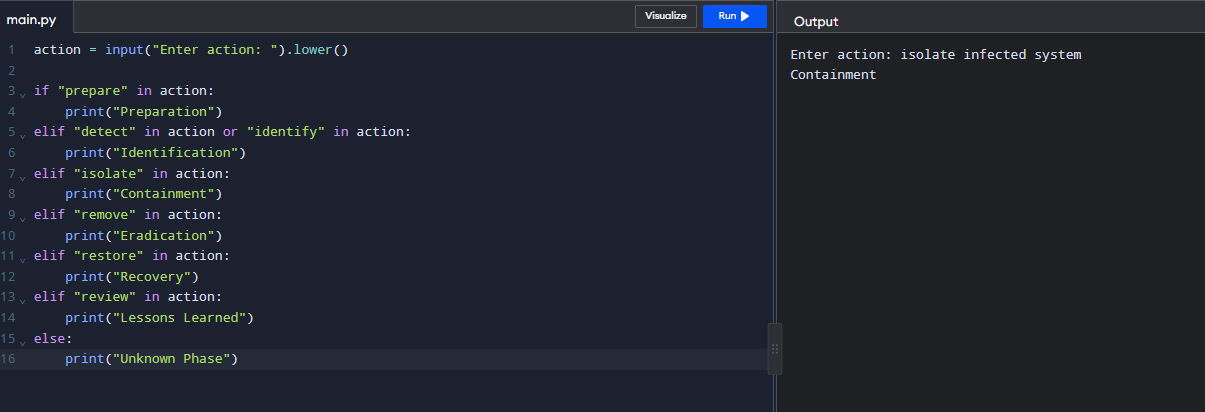 main.py
Visualize
Run
1 action = input("Enter action: ").lower()
2
3 if "prepare" in action:
4     print("Preparation")
5 elif "detect" in action or "identify" in action:
6     print("Identification")
7 elif "isolate" in action:
8     print("Containment")
9 elif "remove" in action:
10     print("Eradication")
11 elif "restore" in action:
12     print("Recovery")
13 elif "review" in action:
14     print("Lessons Learned")
15 else:
16     print("Unknown Phase")
Output
Enter action: isolate infected system
Containment